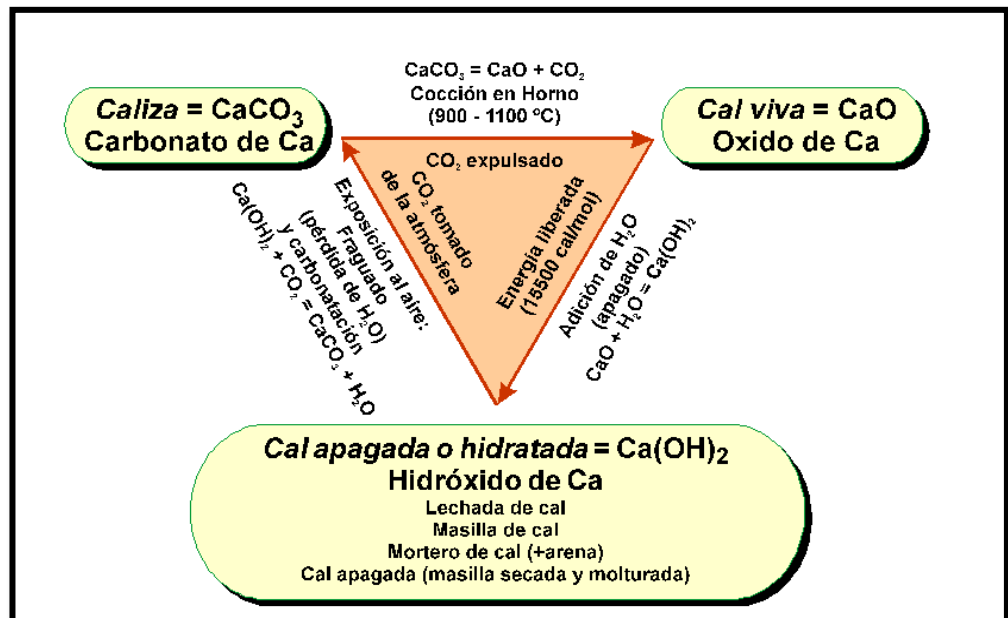 CaCO₃ = CaO + CO₂
Cocción en Horno
(900 - 1100 ºC)
Caliza = CaCO₃
Carbonato de Ca
Cal viva = CaO
Oxido de Ca
CO₂ expulsado
CO₂ tomado
de la atmósfera
Exposición al aire:
Fraguado
(pérdida de H₂O)
y carbonatación
Ca(OH)₂ + CO₂ = CaCO₃ + H₂O
Energía liberada
(15500 cal/mol)
Adición de H₂O
(apagado)
CaO + H₂O = Ca(OH)₂
Cal apagada o hidratada = Ca(OH)₂
Hidróxido de Ca
Lechada de cal
Masilla de cal
Mortero de cal (+arena)
Cal apagada (masilla secada y molturada)